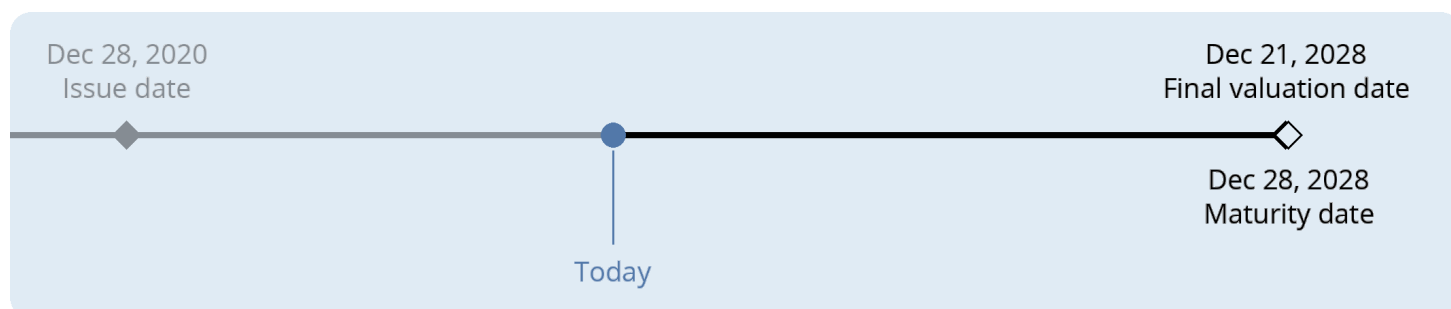 Dec 28, 2020
Issue date
Dec 21, 2028
Final valuation date
Dec 28, 2028
Maturity date
Today